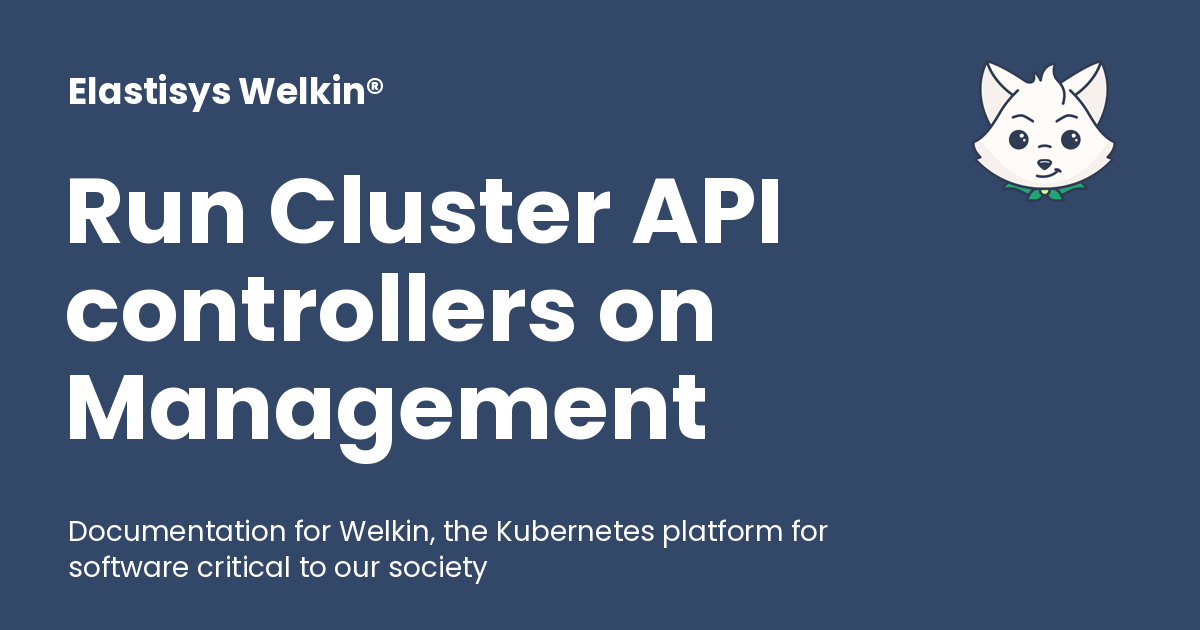 Elastisys Welkin®
Run Cluster API
controllers on
Management
Documentation for Welkin, the Kubernetes platform for
software critical to our society